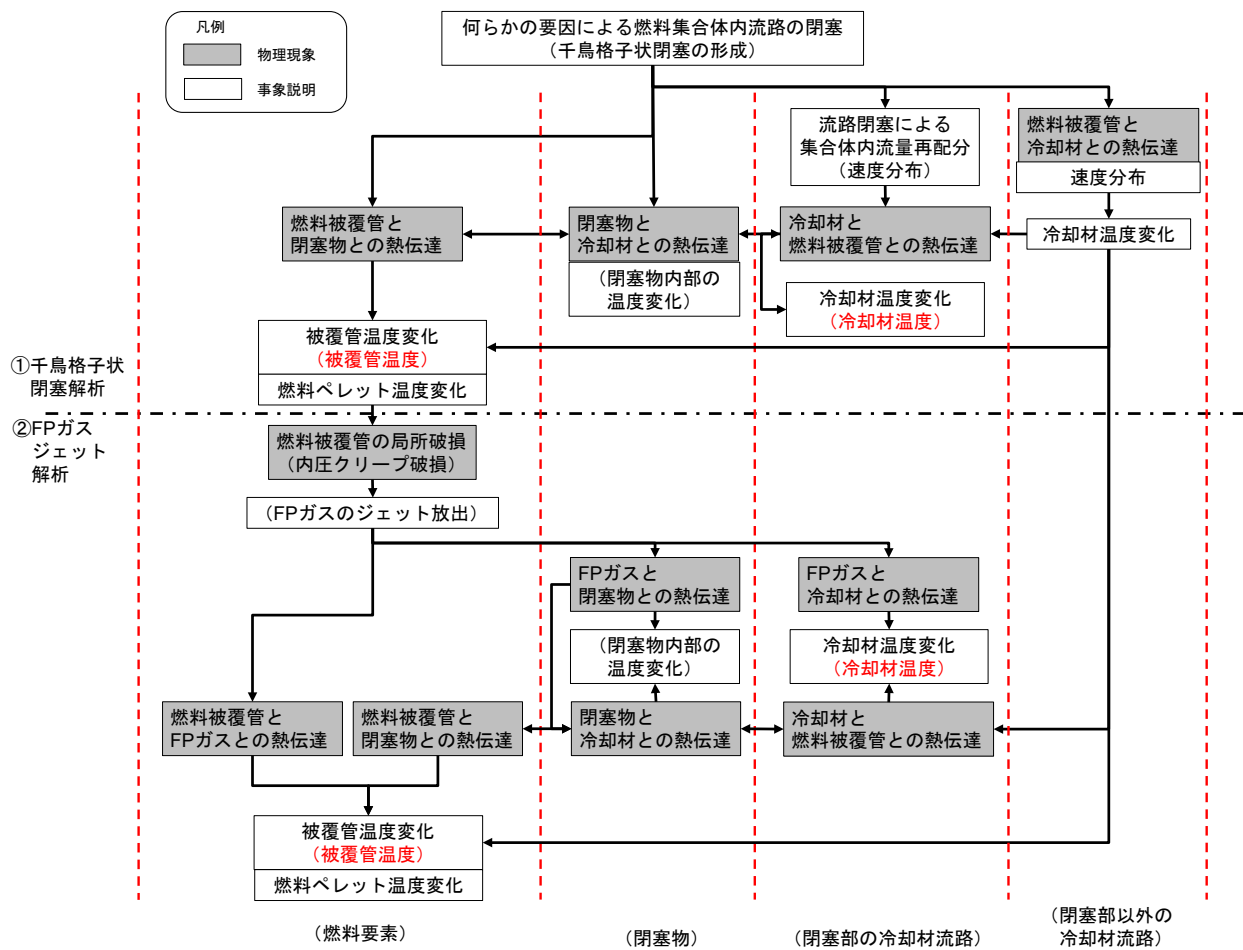 凡例
物理現象
事象説明
何らかの要因による燃料集合体内流路の閉塞
（千鳥格子状閉塞の形成）
流路閉塞による
集合体内流量再配分
（速度分布）
燃料被覆管と
冷却材との熱伝達
速度分布
燃料被覆管と
閉塞物との熱伝達
閉塞物と
冷却材との熱伝達
（閉塞物内部の
温度変化）
冷却材と
燃料被覆管との熱伝達
冷却材温度変化
冷却材温度変化
（冷却材温度）
被覆管温度変化
（被覆管温度）
燃料ペレット温度変化
①千鳥格子状
閉塞解析
②FPガス
ジェット
解析
燃料被覆管の局所破損
（内圧クリープ破損）
（FPガスのジェット放出）
FPガスと
閉塞物との熱伝達
FPガスと
冷却材との熱伝達
（閉塞物内部の
温度変化）
冷却材温度変化
（冷却材温度）
燃料被覆管と
FPガスとの熱伝達
燃料被覆管と
閉塞物との熱伝達
閉塞物と
冷却材との熱伝達
冷却材と
燃料被覆管との熱伝達
被覆管温度変化
（被覆管温度）
燃料ペレット温度変化
（燃料要素）
（閉塞物）
（閉塞部の冷却材流路）
（閉塞部以外の
冷却材流路）